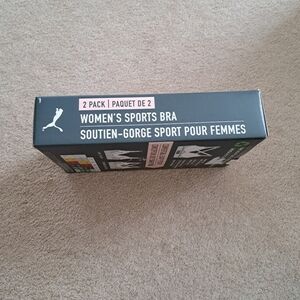 2 PACK | PAQUET DE 2
WOMEN'S SPORTS BRA
SOUTIEN-GORGE SPORT POUR FEMMES